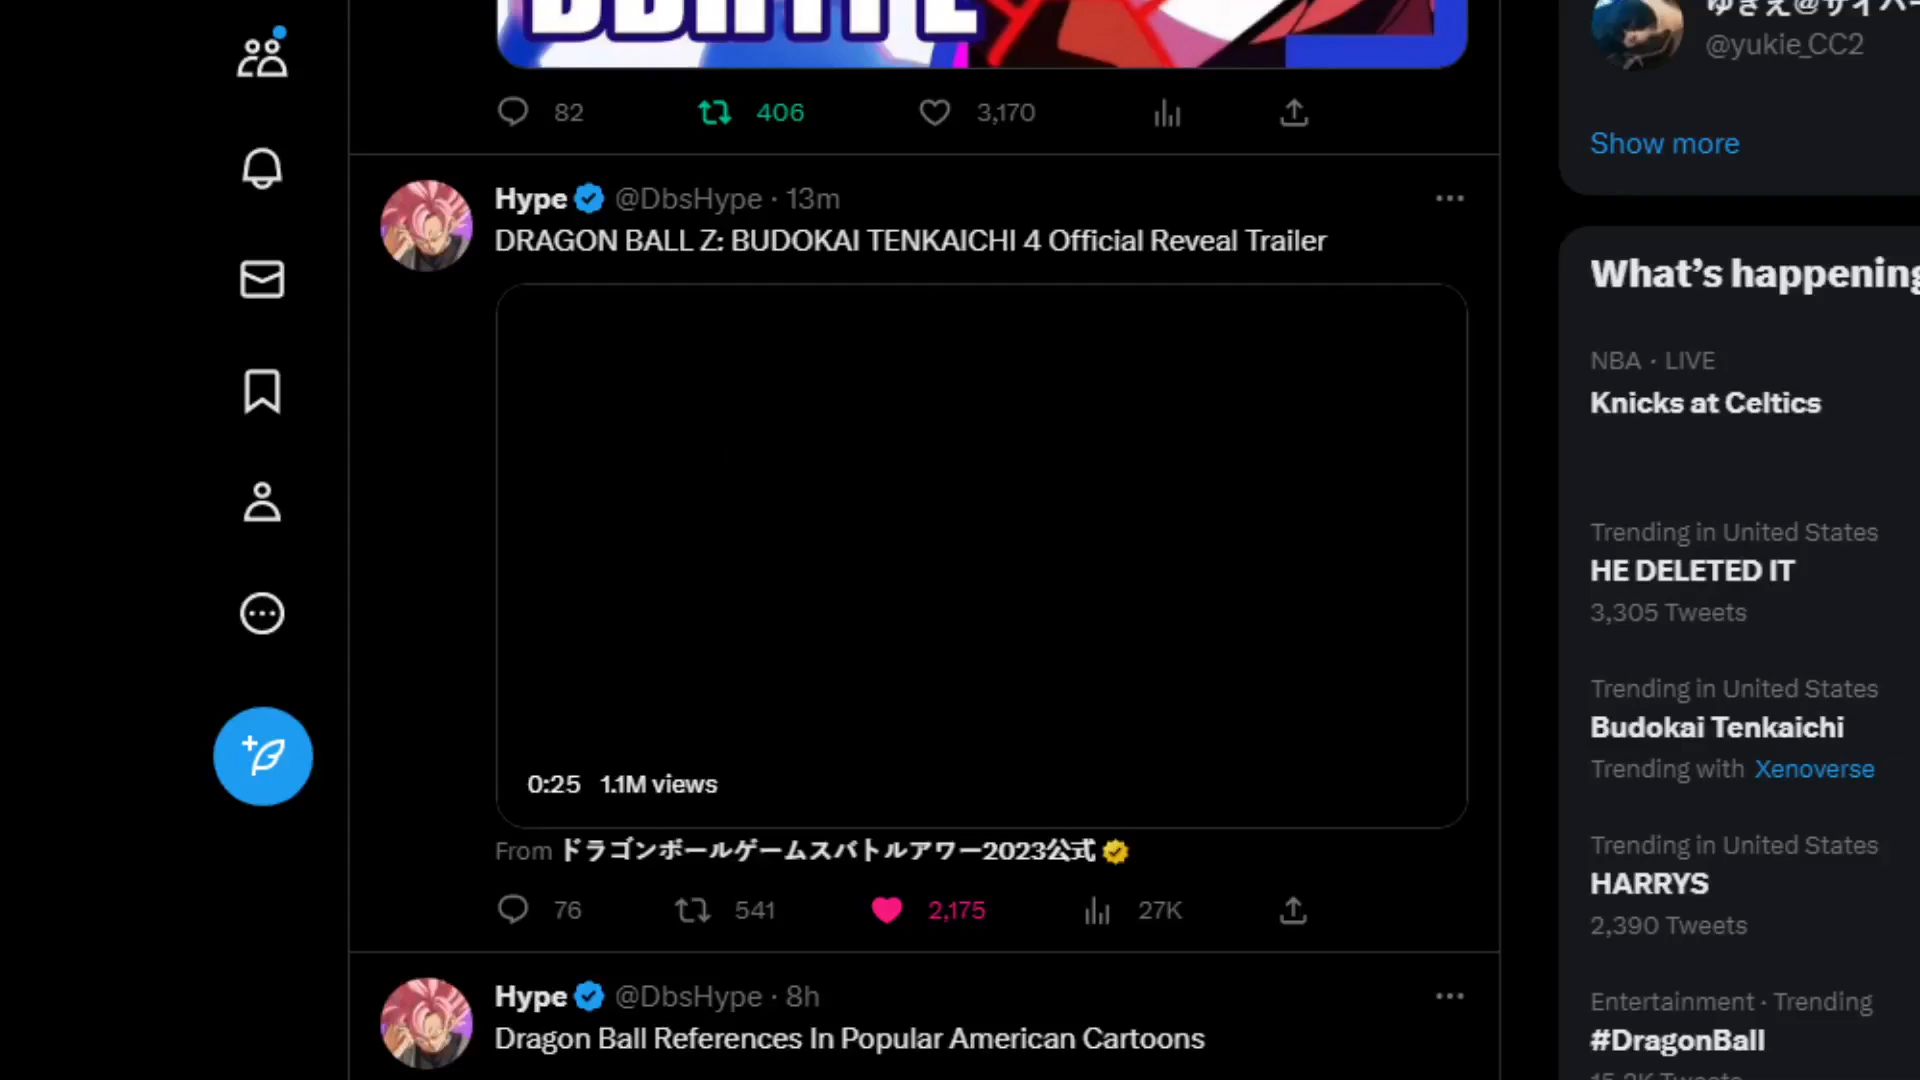 DBHYPE
82 406 3,170
Hype @DbsHype · 13m
DRAGON BALL Z: BUDOKAI TENKAICHI 4 Official Reveal Trailer
0:25 1.1M views
From ドラゴンボールゲームスバトルアワー2023公式
76 541 2,175 27K
Hype @DbsHype · 8h
Dragon Ball References In Popular American Cartoons
ゆきえ@サイバー
@yukie_CC2
Show more
What's happening
NBA · LIVE
Knicks at Celtics
Trending in United States
HE DELETED IT
3,305 Tweets
Trending in United States
Budokai Tenkaichi
Trending with Xenoverse
Trending in United States
HARRYS
2,390 Tweets
Entertainment · Trending
#DragonBall
Tweets